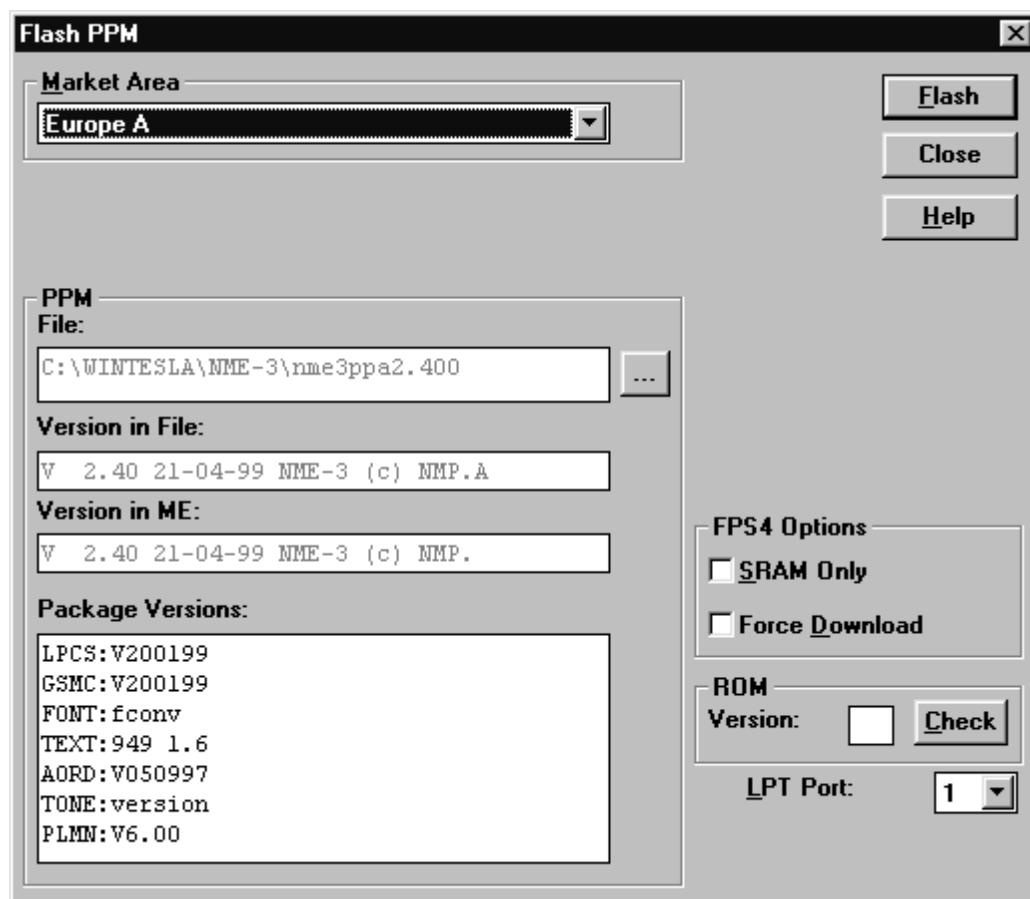 Flash PPM
Market Area
Europe A
Flash
Close
Help
PPM
File:
C:\WINTESLA\NME-3\nme3ppa2.400
...
Version in File:
V  2.40 21-04-99 NME-3 (c) NMP.A
Version in ME:
V  2.40 21-04-99 NME-3 (c) NMP.
Package Versions:
LPCS:V200199
GSMC:V200199
FONT:fconv
TEXT:949 1.6
AORD:V050997
TONE:version
PLMN:V6.00
FPS4 Options
SRAM Only
Force Download
ROM
Version:
Check
LPT Port:
1